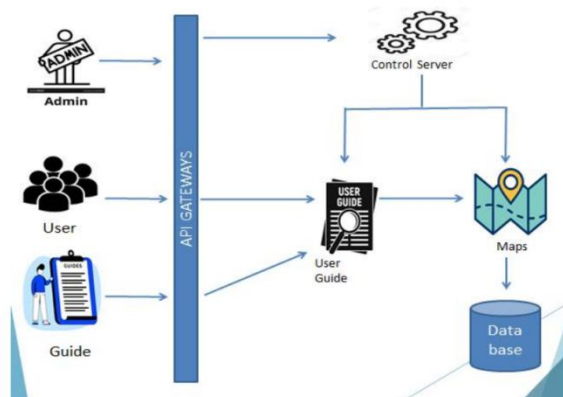 ADMIN
Admin
User
GUIDES
Guide
API GATEWAYS
Control Server
USER
GUIDE
User
Guide
Maps
Data
base